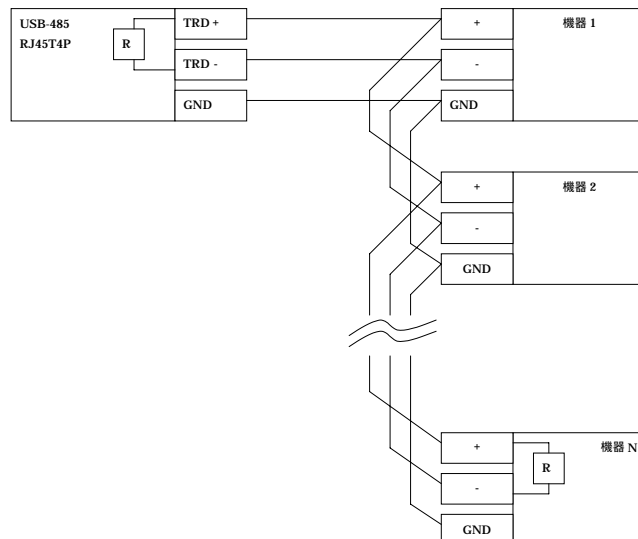 USB-485
RJ45T4P
R
TRD +
TRD -
GND
+
-
GND
機器 1
+
-
GND
機器 2
+
-
GND
R
機器 N